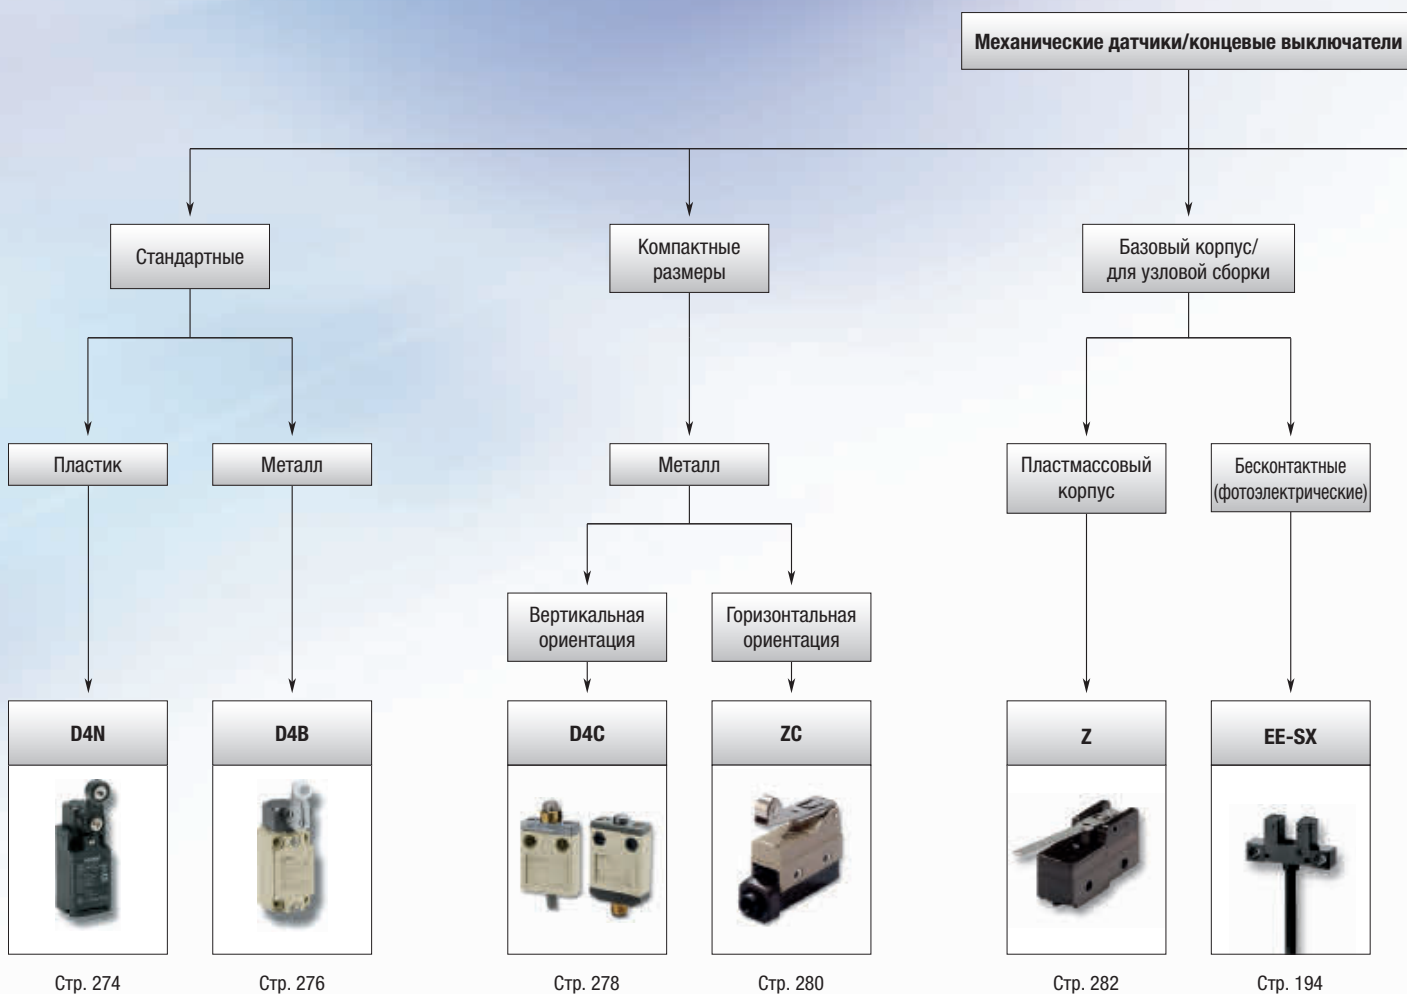 Механические датчики/концевые выключатели
Стандартные
Компактные
размеры
Базовый корпус/
для узловой сборки
Пластик
Металл
Металл
Пластмассовый
корпус
Бесконтактные
(фотоэлектрические)
Вертикальная
ориентация
Горизонтальная
ориентация
D4N
D4B
D4C
ZC
Z
EE-SX
Стр. 274
Стр. 276
Стр. 278
Стр. 280
Стр. 282
Стр. 194